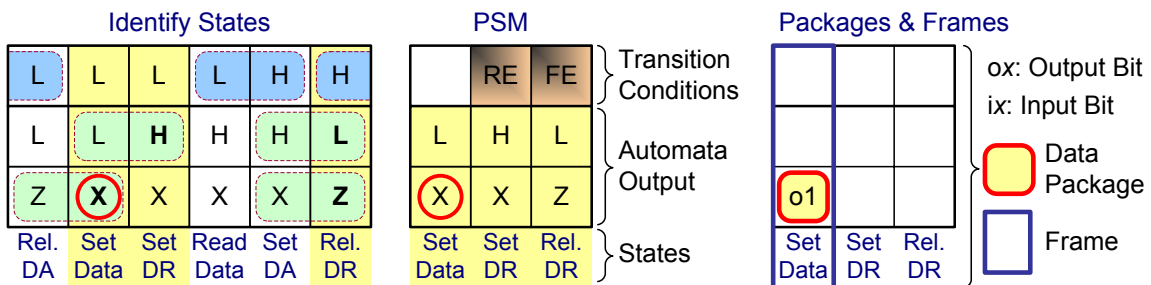 Identify States
L L L L H H
L L H H H L
Z X X X X Z
Rel. Set Set Read Set Rel.
DA Data DR Data DA DR
PSM
RE FE
L H L
X X Z
Set Set Rel.
Data DR DR
Transition
Conditions
Automata
Output
States
Packages & Frames
o1
Set Set Rel.
Data DR DR
ox: Output Bit
ix: Input Bit
Data
Package
Frame